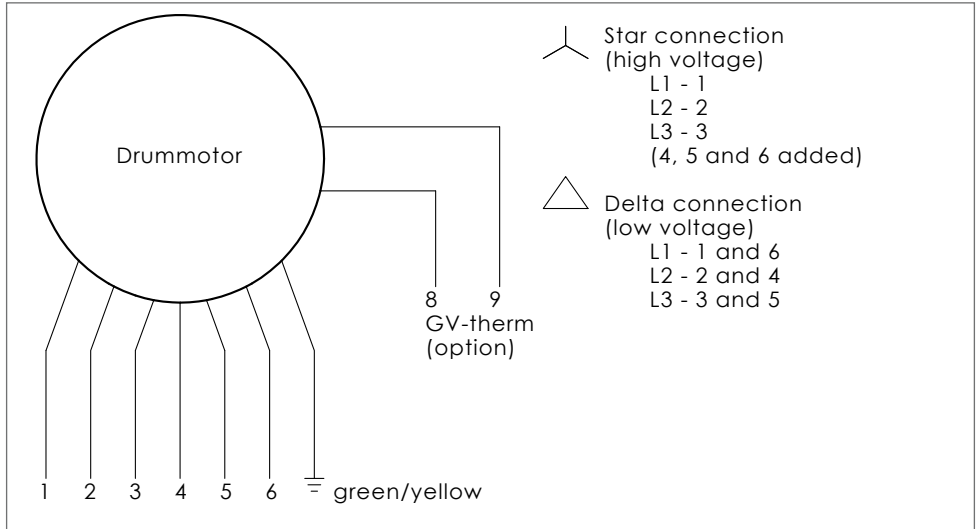 Drummotor
8 9
GV-therm
(option)
1 2 3 4 5 6 green/yellow
Star connection
(high voltage)
L1 - 1
L2 - 2
L3 - 3
(4, 5 and 6 added)
Delta connection
(low voltage)
L1 - 1 and 6
L2 - 2 and 4
L3 - 3 and 5